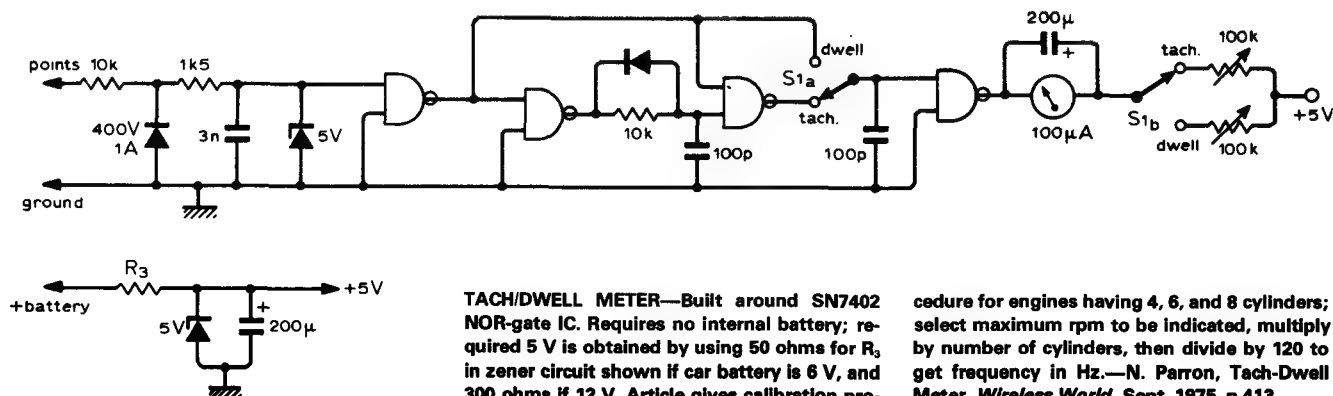 200μ
100k
points
10k
1k5
dwell
S1a
tach.
400V
1A
3n
5V
10k
100p
tach.
100p
100μA
S1b
dwell
100k
+5V
ground
R3
+battery
+5V
5V
200μ
TACH/DWELL METER—Built around SN7402
NOR-gate IC. Requires no internal battery; re-
quired 5 V is obtained by using 50 ohms for R3
in zener circuit shown if car battery is 6 V, and
300 ohms if 12 V. Article gives calibration pro-
cedure for engines having 4, 6, and 8 cylinders;
select maximum rpm to be indicated, multiply
by number of cylinders, then divide by 120 to
get frequency in Hz.—N. Parron, Tach-Dwell
Meter, Wireless World, Sept. 1975, p 413.